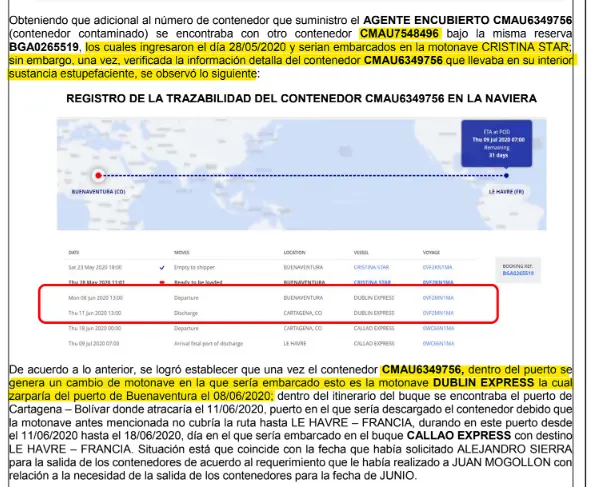 Obteniendo que adicional al número de contenedor que suministro el AGENTE ENCUBIERTO CMAU6349756
(contenedor contaminado) se encontraba con otro contenedor CMAU7548496 bajo la misma reserva
BGA0265519, los cuales ingresaron el día 28/05/2020 y serian embarcados en la motonave CRISTINA STAR;
sin embargo, una vez, verificada la información detalla del contenedor CMAU6349756 que llevaba en su interior
sustancia estupefaciente, se observó lo siguiente:
REGISTRO DE LA TRAZABILIDAD DEL CONTENEDOR CMAU6349756 EN LA NAVIERA
ETA at POD
Thu 09 Jul 2020 07:00
Remaining
31 days
BUENAVENTURA (CO)
LE HAVRE (FR)
DATE MOVES LOCATION VESSEL VOYAGE
Sat 23 May 2020 18:00 Empty to shipper BUENAVENTURA CRISTINA STAR 0VF2KN1MA
Thu 28 May 2020 11:01 Ready to be loaded BUENAVENTURA CRISTINA STAR 0VF2KN1MA
Mon 08 Jun 2020 13:00 Departure BUENAVENTURA DUBLIN EXPRESS 0VF2MN1MA
Thu 11 Jun 2020 13:00 Discharge CARTAGENA, CO DUBLIN EXPRESS 0VF2MN1MA
Thu 18 Jun 2020 00:00 Departure CARTAGENA, CO CALLAO EXPRESS 0WC66N1MA
Thu 09 Jul 2020 07:00 Arrival final port of discharge LE HAVRE CALLAO EXPRESS 0WC66N1MA
BOOKING REF.
BGA0265519
De acuerdo a lo anterior, se logró establecer que una vez el contenedor CMAU6349756, dentro del puerto se
genera un cambio de motonave en la que sería embarcado esto es la motonave DUBLIN EXPRESS la cual
zarparía del puerto de Buenaventura el 08/06/2020; dentro del itinerario del buque se encontraba el puerto de
Cartagena – Bolívar donde atracaría el 11/06/2020, puerto en el que sería descargado el contenedor debido que
la motonave antes mencionada no cubría la ruta hasta LE HAVRE – FRANCIA, durando en este puerto desde
el 11/06/2020 hasta el 18/06/2020, día en el que sería embarcado en el buque CALLAO EXPRESS con destino
LE HAVRE – FRANCIA. Situación está que coincide con la fecha que había solicitado ALEJANDRO SIERRA
para la salida de los contenedores de acuerdo al requerimiento que le había realizado a JUAN MOGOLLON con
relación a la necesidad de la salida de los contenedores para la fecha de JUNIO.